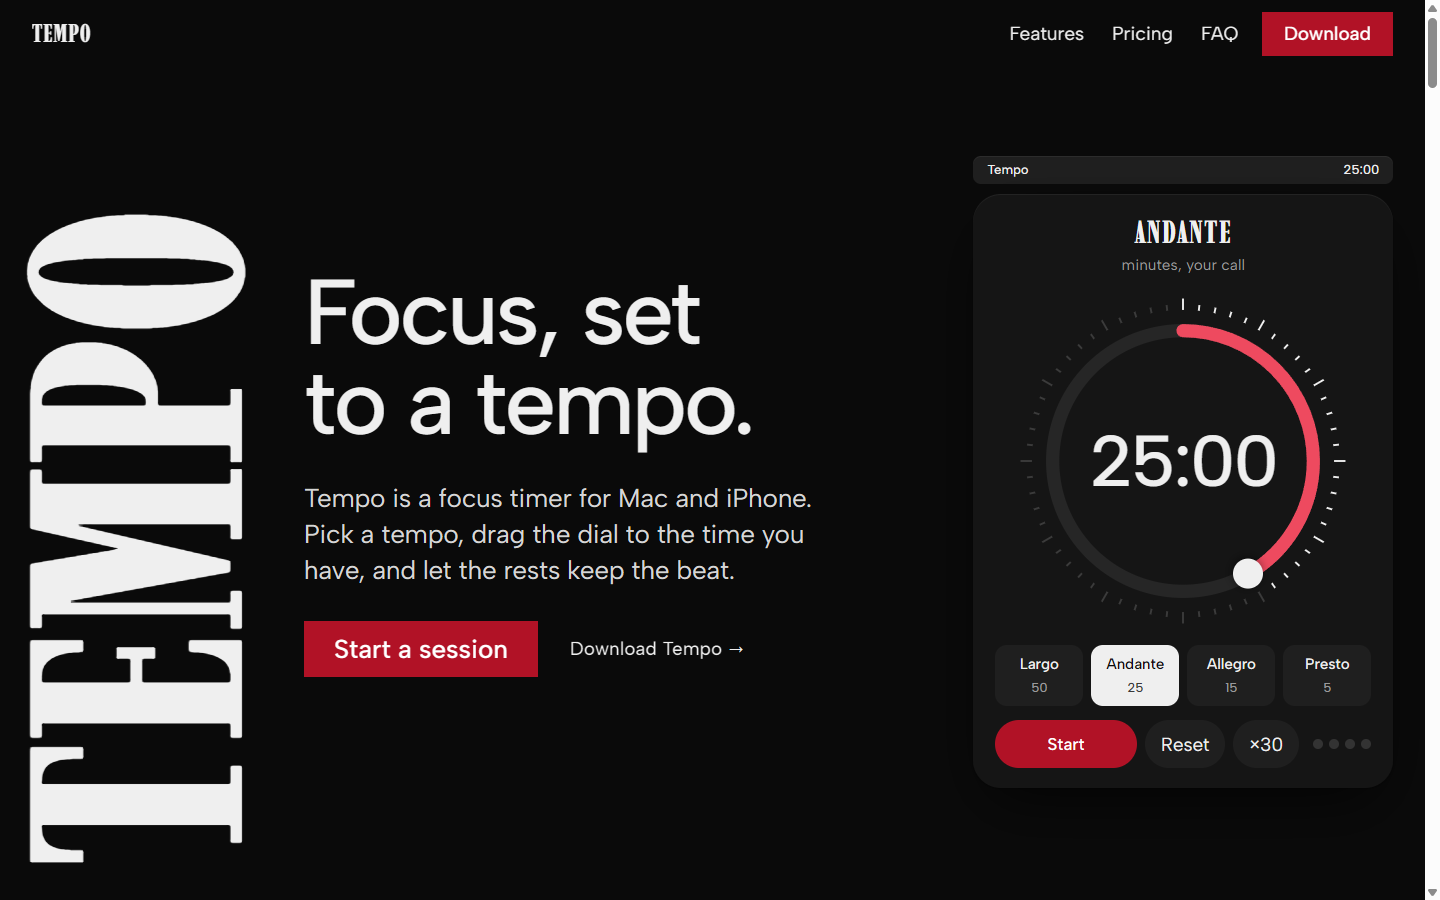 TEMPO
Features
Pricing
FAQ
Download
TEMPO
Focus, set
to a tempo.
Tempo is a focus timer for Mac and iPhone.
Pick a tempo, drag the dial to the time you
have, and let the rests keep the beat.
Start a session
Download Tempo →
Tempo
25:00
ANDANTE
minutes, your call
25:00
Largo
50
Andante
25
Allegro
15
Presto
5
Start
Reset
×30